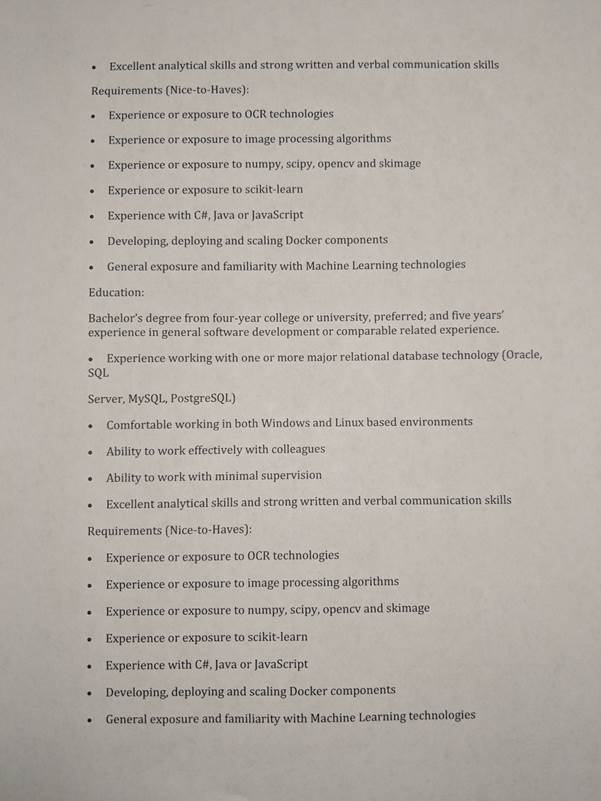 • Excellent analytical skills and strong written and verbal communication skills
Requirements (Nice-to-Haves):
• Experience or exposure to OCR technologies
• Experience or exposure to image processing algorithms
• Experience or exposure to numpy, scipy, opencv and skimage
• Experience or exposure to scikit-learn
• Experience with C#, Java or JavaScript
• Developing, deploying and scaling Docker components
• General exposure and familiarity with Machine Learning technologies
Education:
Bachelor's degree from four-year college or university, preferred; and five years'
experience in general software development or comparable related experience.
• Experience working with one or more major relational database technology (Oracle,
SQL
Server, MySQL, PostgreSQL)
• Comfortable working in both Windows and Linux based environments
• Ability to work effectively with colleagues
• Ability to work with minimal supervision
• Excellent analytical skills and strong written and verbal communication skills
Requirements (Nice-to-Haves):
• Experience or exposure to OCR technologies
• Experience or exposure to image processing algorithms
• Experience or exposure to numpy, scipy, opencv and skimage
• Experience or exposure to scikit-learn
• Experience with C#, Java or JavaScript
• Developing, deploying and scaling Docker components
• General exposure and familiarity with Machine Learning technologies